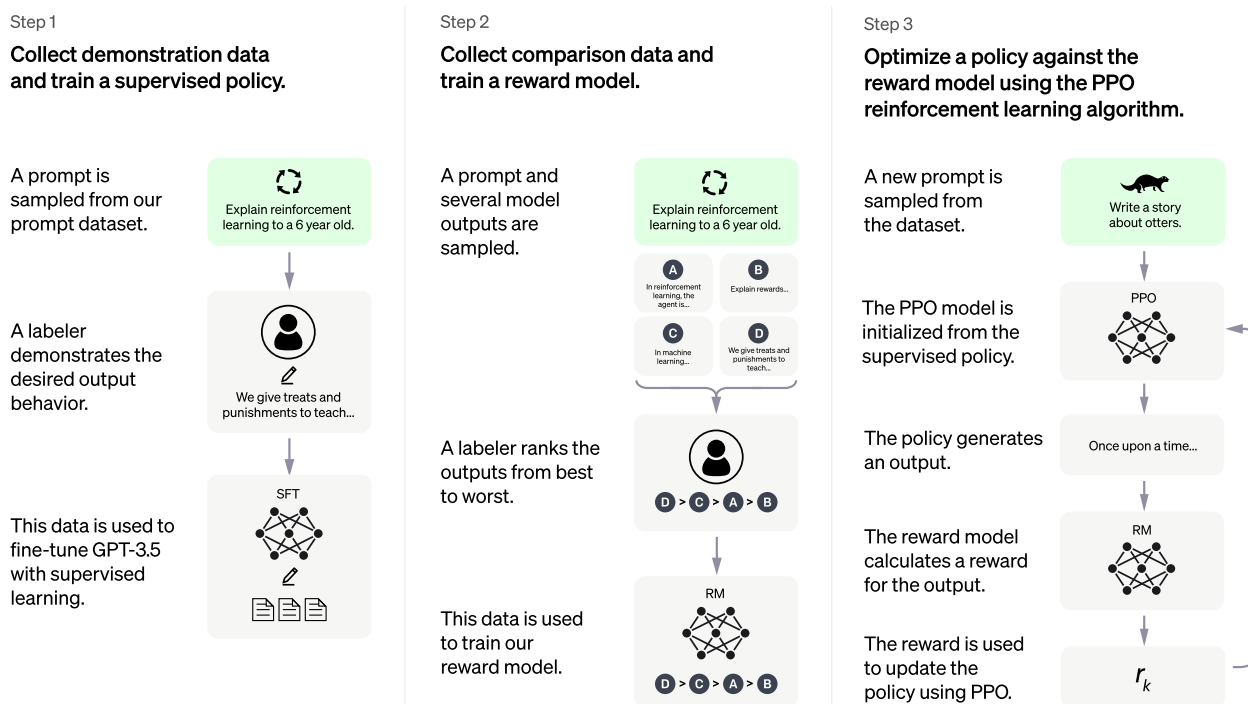 Step 1
Collect demonstration data
and train a supervised policy.
A prompt is
sampled from our
prompt dataset.
Explain reinforcement
learning to a 6 year old.
A labeler
demonstrates the
desired output
behavior.
We give treats and
punishments to teach...
This data is used to
fine-tune GPT-3.5
with supervised
learning.
SFT
Step 2
Collect comparison data and
train a reward model.
A prompt and
several model
outputs are
sampled.
Explain reinforcement
learning to a 6 year old.
A
In reinforcement
learning, the
agent is...
B
Explain rewards...
C
In machine
learning...
D
We give treats and
punishments to
teach...
A labeler ranks the
outputs from best
to worst.
D > C > A > B
This data is used
to train our
reward model.
RM
D > C > A > B
Step 3
Optimize a policy against the
reward model using the PPO
reinforcement learning algorithm.
A new prompt is
sampled from
the dataset.
Write a story
about otters.
The PPO model is
initialized from the
supervised policy.
PPO
The policy generates
an output.
Once upon a time...
The reward model
calculates a reward
for the output.
RM
The reward is used
to update the
policy using PPO.
rk